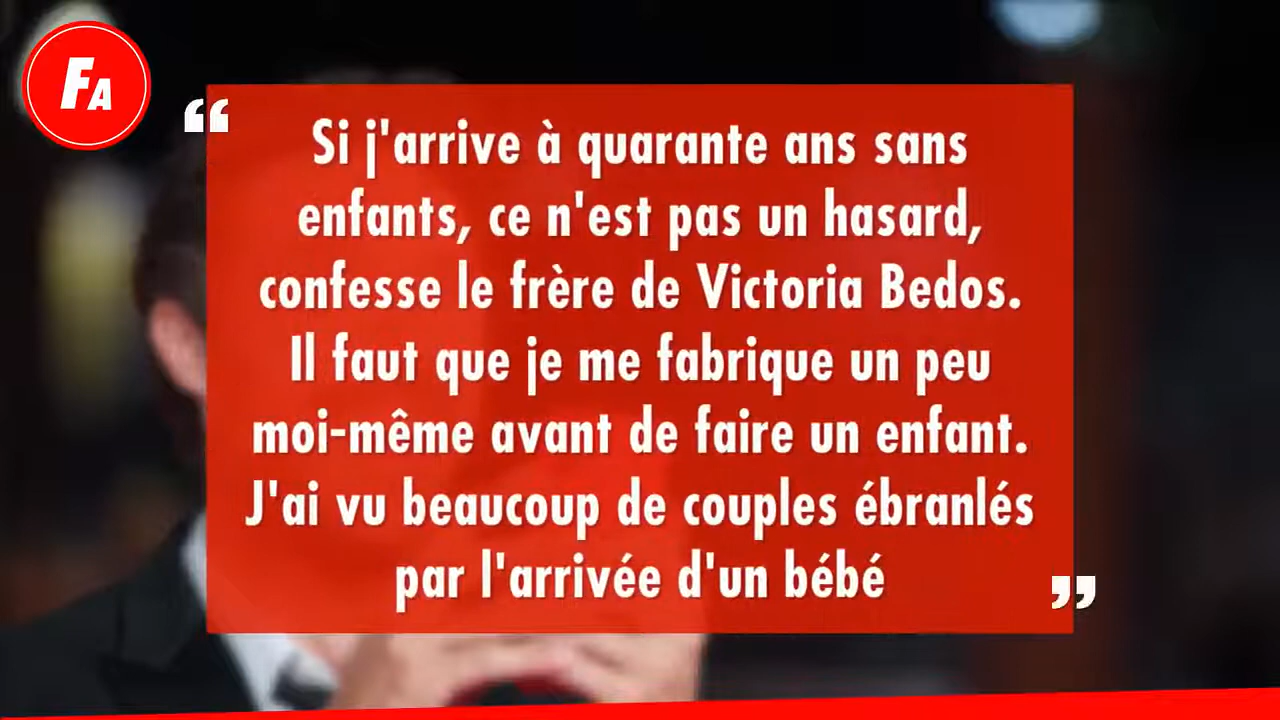 FA
“
Si j'arrive à quarante ans sans
enfants, ce n'est pas un hasard,
confesse le frère de Victoria Bedos.
Il faut que je me fabrique un peu
moi-même avant de faire un enfant.
J'ai vu beaucoup de couples ébranlés
par l'arrivée d'un bébé
”